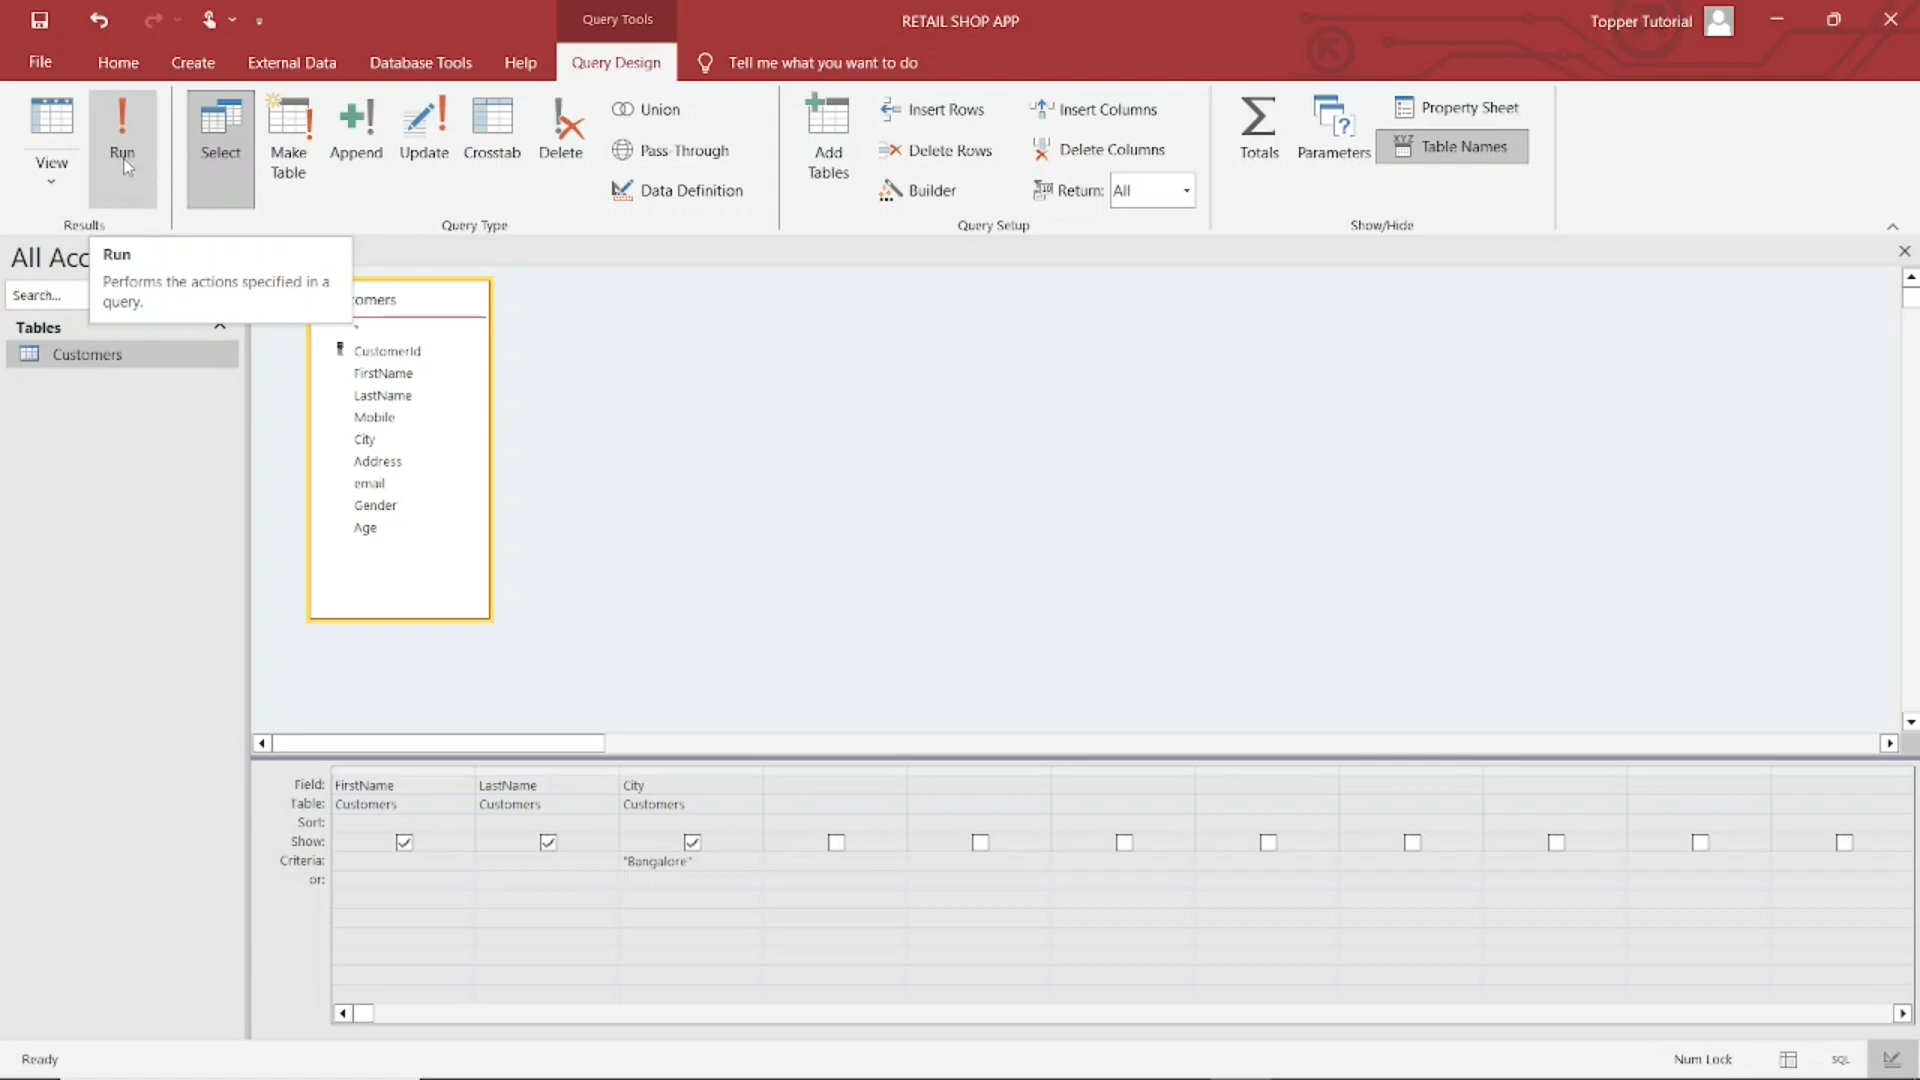 Query Tools
RETAIL SHOP APP
Topper Tutorial
File
Home
Create
External Data
Database Tools
Help
Query Design
Tell me what you want to do
View
Run
Results
Select
Make
Table
Append
Update
Crosstab
Delete
Union
Pass-Through
Data Definition
Query Type
Add
Tables
Insert Rows
Delete Rows
Builder
Insert Columns
Delete Columns
Return: All
Query Setup
Totals
Parameters
Property Sheet
XYZ
Table Names
Show/Hide
All Acc
Search...
Run
Performs the actions specified in a
query.
Tables
Customers
tomers
*
CustomerId
FirstName
LastName
Mobile
City
Address
email
Gender
Age
Field: FirstName LastName City
Table: Customers Customers Customers
Sort:
Show:
Criteria: "Bangalore"
or:
Ready
Num Lock
SQL